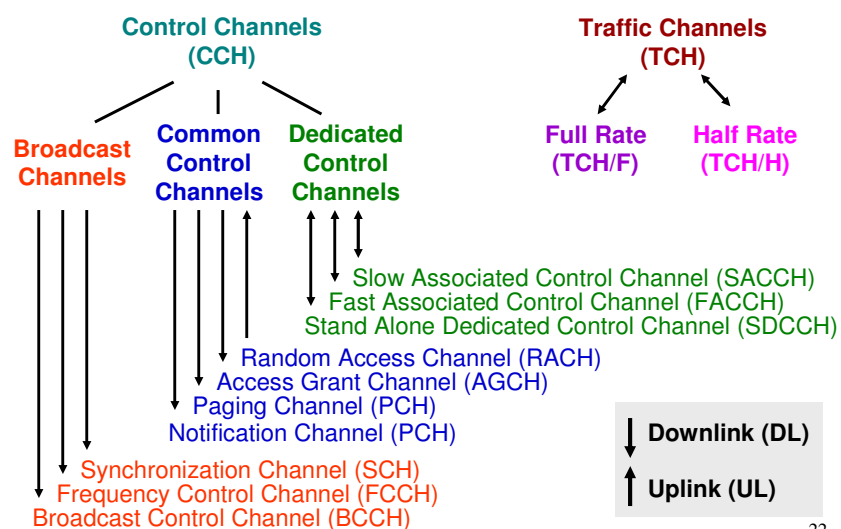 Control Channels
(CCH)
Traffic Channels
(TCH)
Broadcast
Channels
Common
Control
Channels
Dedicated
Control
Channels
Full Rate
(TCH/F)
Half Rate
(TCH/H)
Slow Associated Control Channel (SACCH)
Fast Associated Control Channel (FACCH)
Stand Alone Dedicated Control Channel (SDCCH)
Random Access Channel (RACH)
Access Grant Channel (AGCH)
Paging Channel (PCH)
Notification Channel (PCH)
Synchronization Channel (SCH)
Frequency Control Channel (FCCH)
Broadcast Control Channel (BCCH)
Downlink (DL)
Uplink (UL)